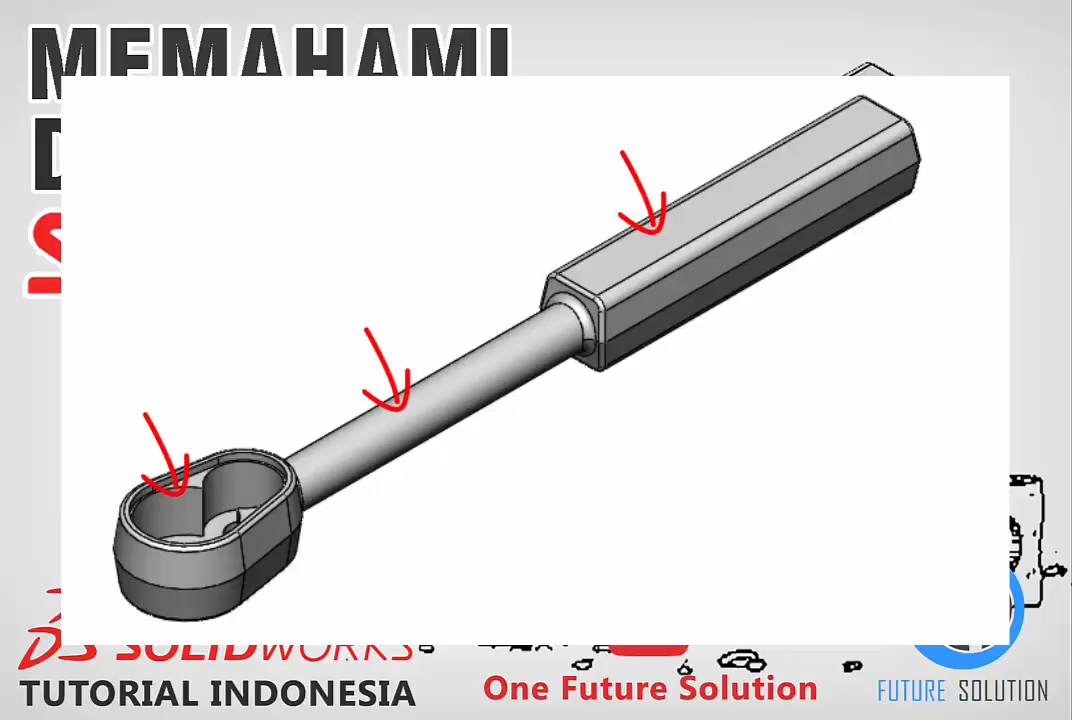 MEMAHAMI
SOLIDWORKS
TUTORIAL INDONESIA
One Future Solution
FUTURE SOLUTION